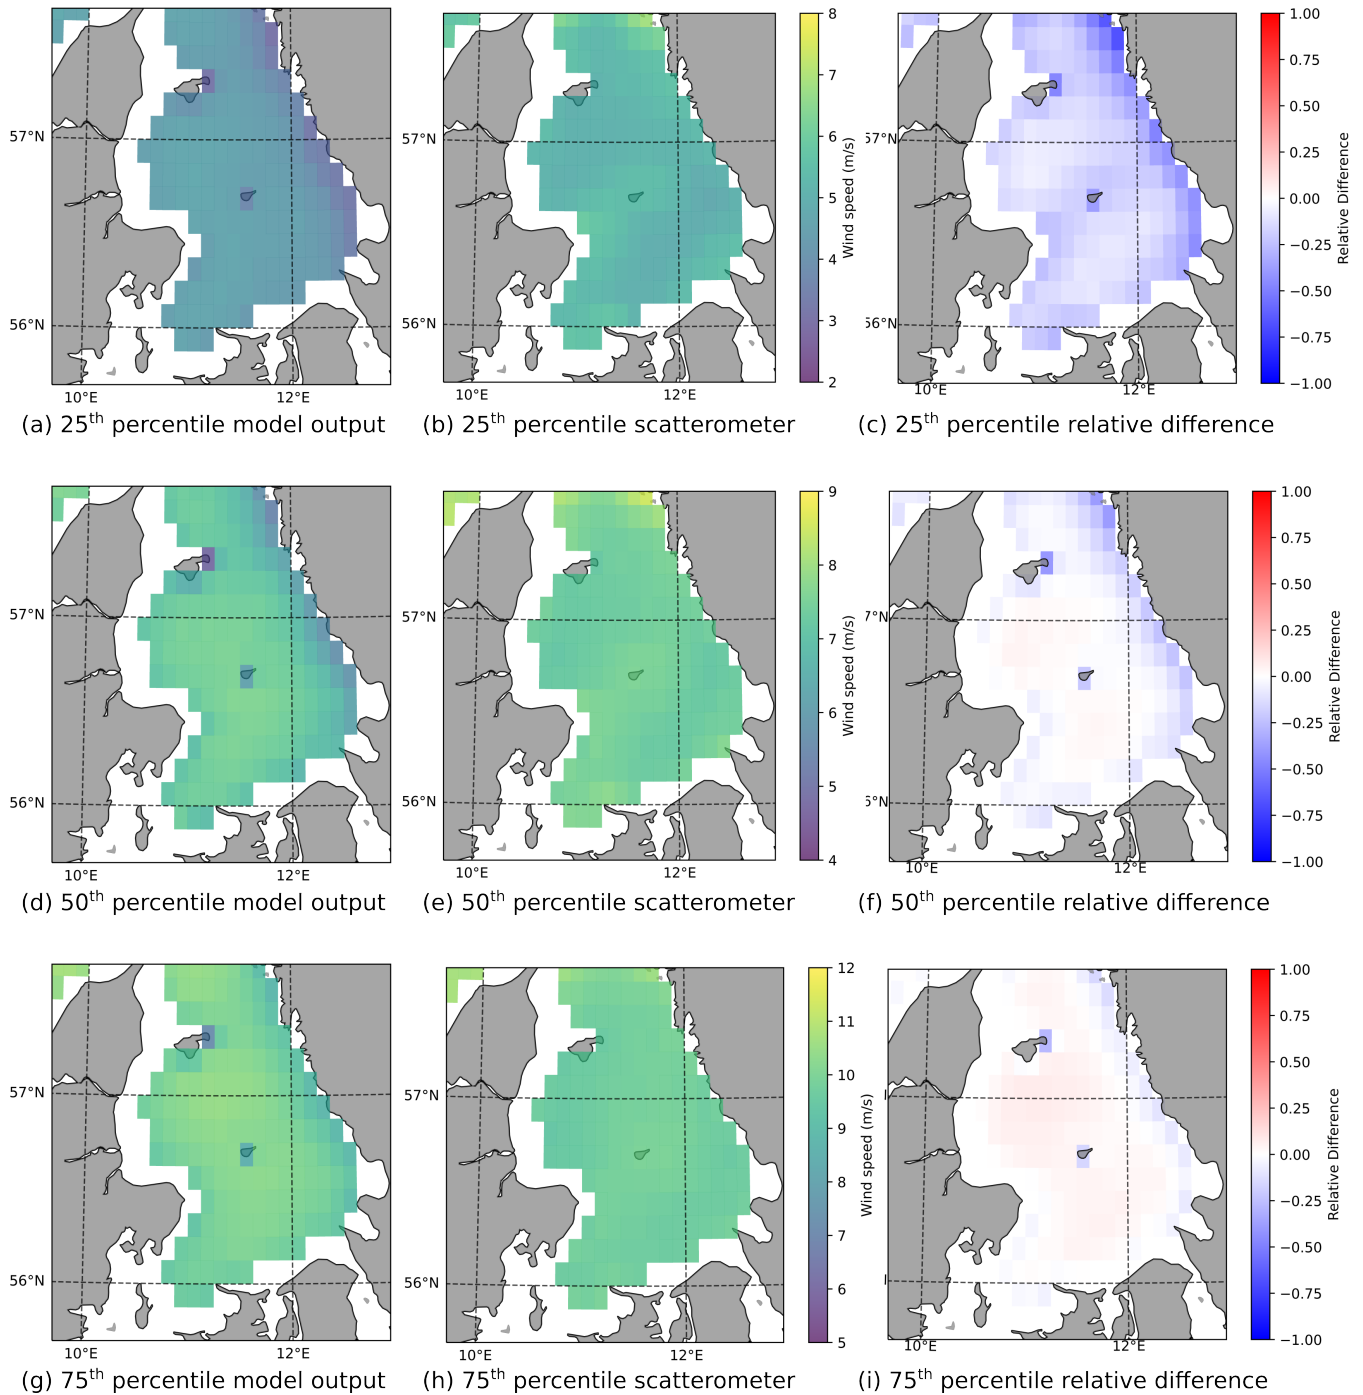 8
7
6
5
4
3
2
Wind speed (m/s)
1.00
0.75
0.50
0.25
0.00
−0.25
−0.50
−0.75
−1.00
Relative Difference
57°N
56°N
10°E
12°E
57°N
56°N
57°N
56°N
10°E
12°E
(a) 25th percentile model output
(b) 25th percentile scatterometer
(c) 25th percentile relative difference
9
8
7
6
5
4
Wind speed (m/s)
1.00
0.75
0.50
0.25
0.00
−0.25
−0.50
−0.75
−1.00
Relative Difference
57°N
56°N
10°E
12°E
57°N
56°N
7°N
5°N
10°E
12°E
(d) 50th percentile model output
(e) 50th percentile scatterometer
(f) 50th percentile relative difference
12
11
10
9
8
7
6
5
Wind speed (m/s)
1.00
0.75
0.50
0.25
0.00
−0.25
−0.50
−0.75
−1.00
Relative Difference
57°N
56°N
10°E
12°E
57°N
56°N
10°E
12°E
(g) 75th percentile model output
(h) 75th percentile scatterometer
(i) 75th percentile relative difference